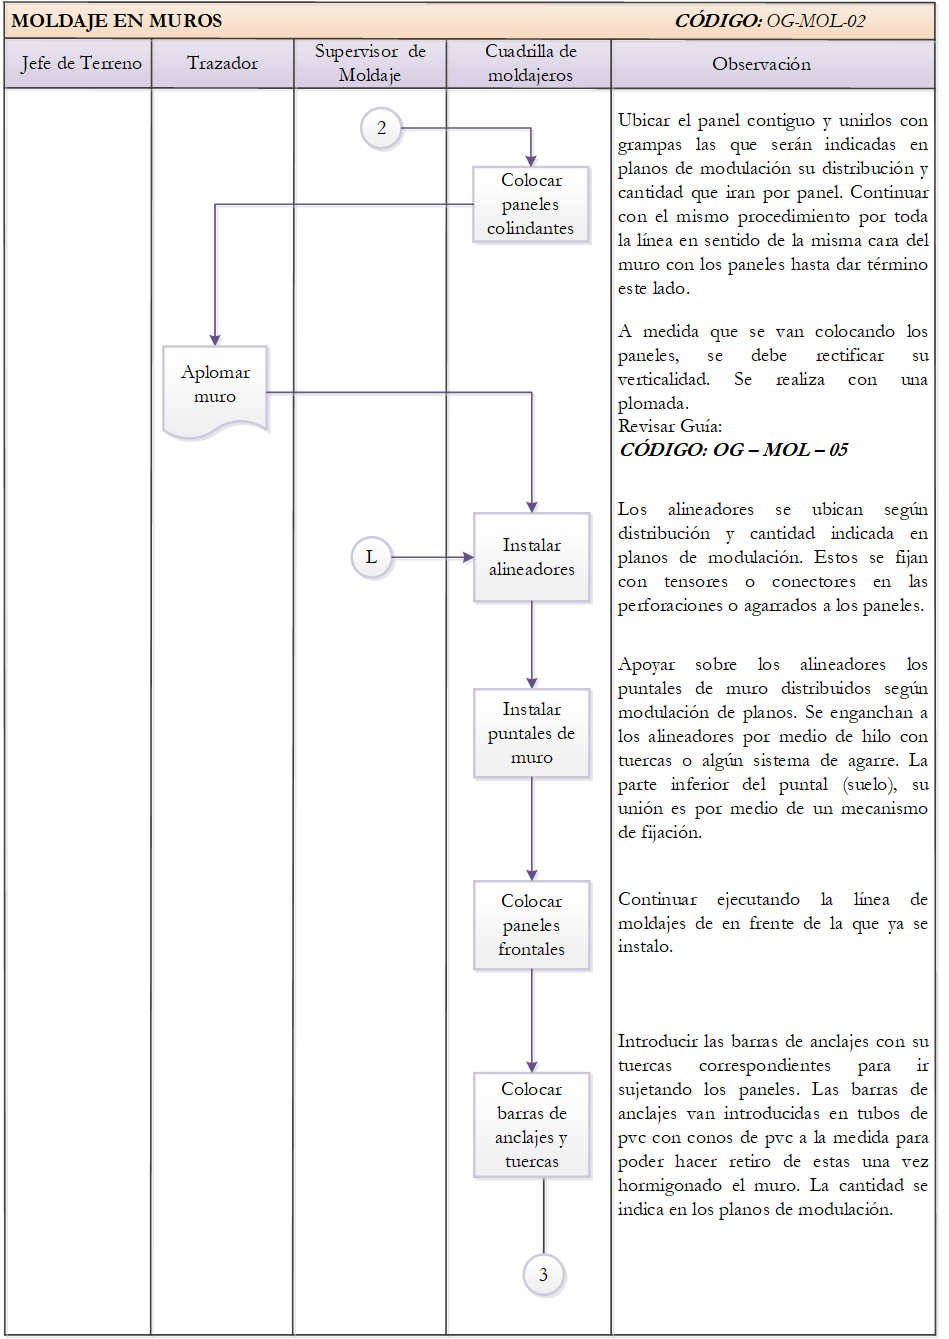 MOLDAJE EN MUROS
CÓDIGO: OG-MOL-02
Jefe de Terreno
Trazador
Supervisor de
Moldaje
Cuadrilla de
moldajeros
Observación
2
Colocar
paneles
colindantes
Ubicar el panel contiguo y unirlos con
grampas las que serán indicadas en
planos de modulación su distribución y
cantidad que iran por panel. Continuar
con el mismo procedimiento por toda
la línea en sentido de la misma cara del
muro con los paneles hasta dar término
este lado.
Aplomar
muro
A medida que se van colocando los
paneles, se debe rectificar su
verticalidad. Se realiza con una
plomada.
Revisar Guía:
CÓDIGO: OG – MOL – 05
L
Instalar
alineadores
Los alineadores se ubican según
distribución y cantidad indicada en
planos de modulación. Estos se fijan
con tensores o conectores en las
perforaciones o agarrados a los paneles.
Instalar
puntales de
muro
Apoyar sobre los alineadores los
puntales de muro distribuidos según
modulación de planos. Se enganchan a
los alineadores por medio de hilo con
tuercas o algún sistema de agarre. La
parte inferior del puntal (suelo), su
unión es por medio de un mecanismo
de fijación.
Colocar
paneles
frontales
Continuar ejecutando la línea de
moldajes de en frente de la que ya se
instalo.
Colocar
barras de
anclajes y
tuercas
Introducir las barras de anclajes con su
tuercas correspondientes para ir
sujetando los paneles. Las barras de
anclajes van introducidas en tubos de
pvc con conos de pvc a la medida para
poder hacer retiro de estas una vez
hormigonado el muro. La cantidad se
indica en los planos de modulación.
3